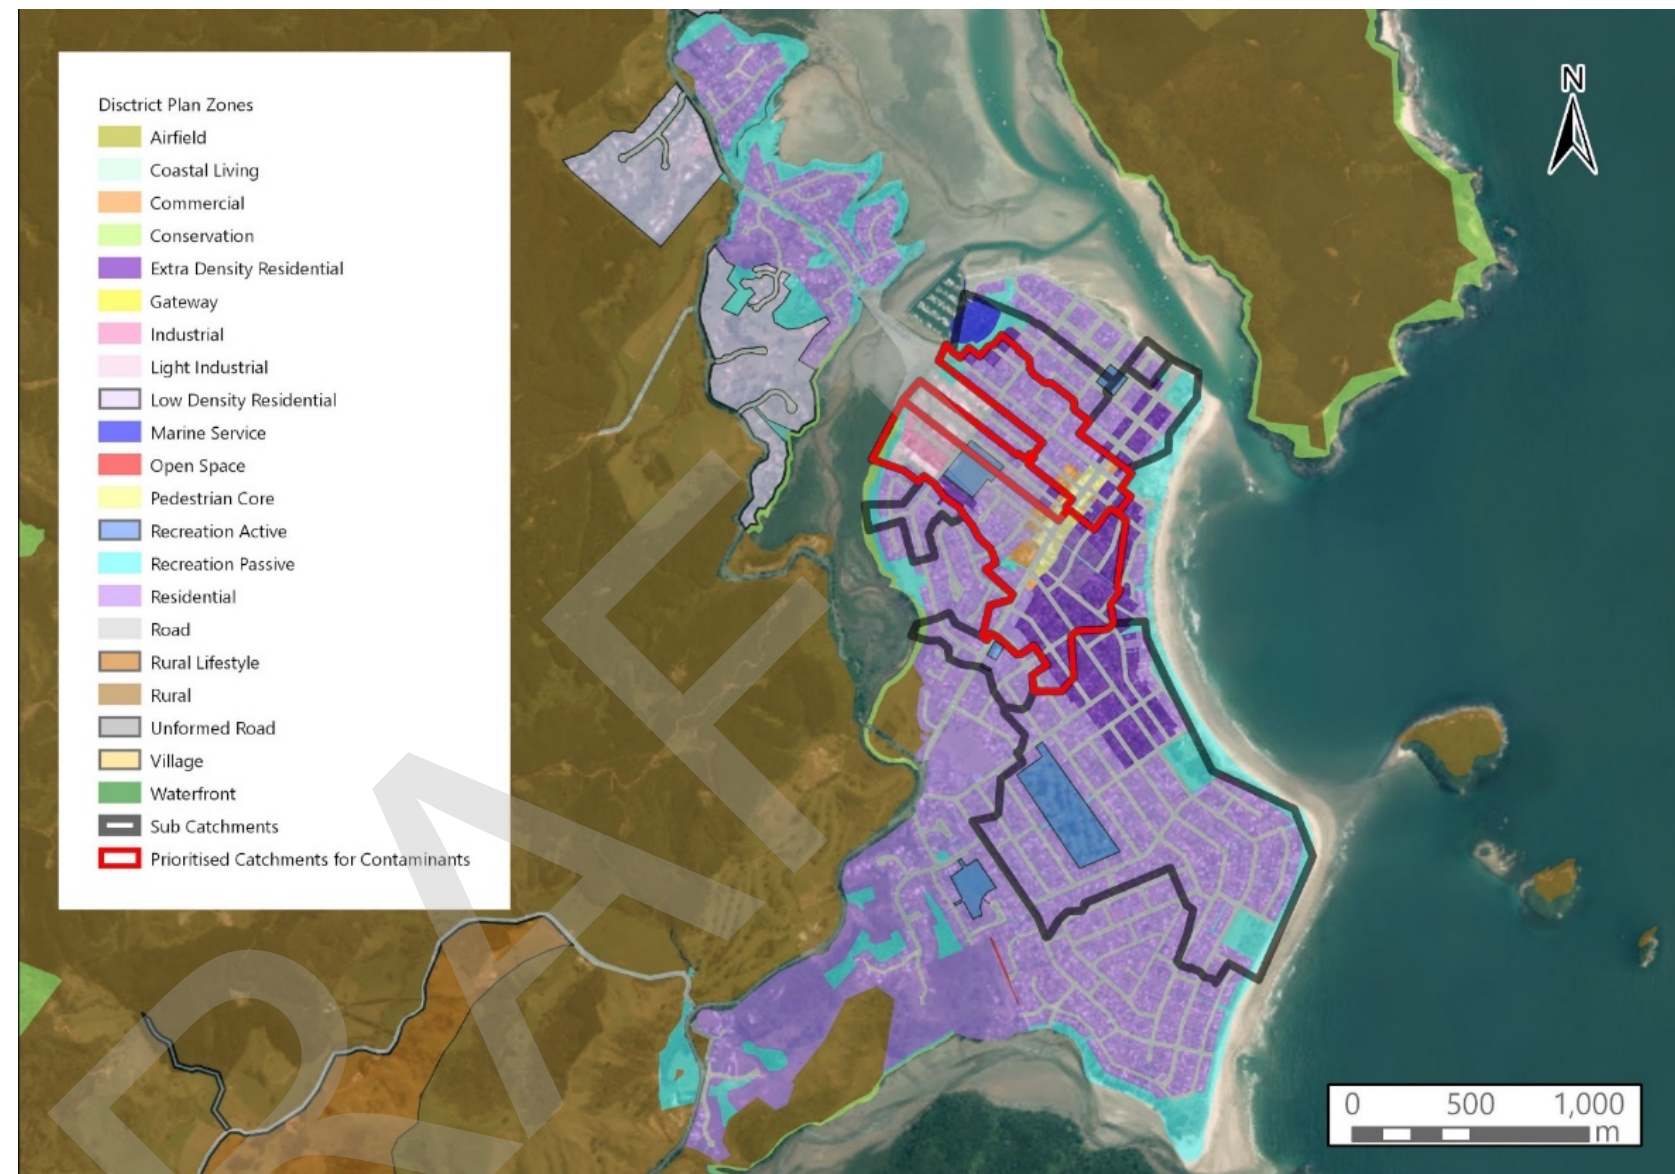 Disctrict Plan Zones
Airfield
Coastal Living
Commercial
Conservation
Extra Density Residential
Gateway
Industrial
Light Industrial
Low Density Residential
Marine Service
Open Space
Pedestrian Core
Recreation Active
Recreation Passive
Residential
Road
Rural Lifestyle
Rural
Unformed Road
Village
Waterfront
Sub Catchments
Prioritised Catchments for Contaminants
N
0 500 1,000
m
RAF